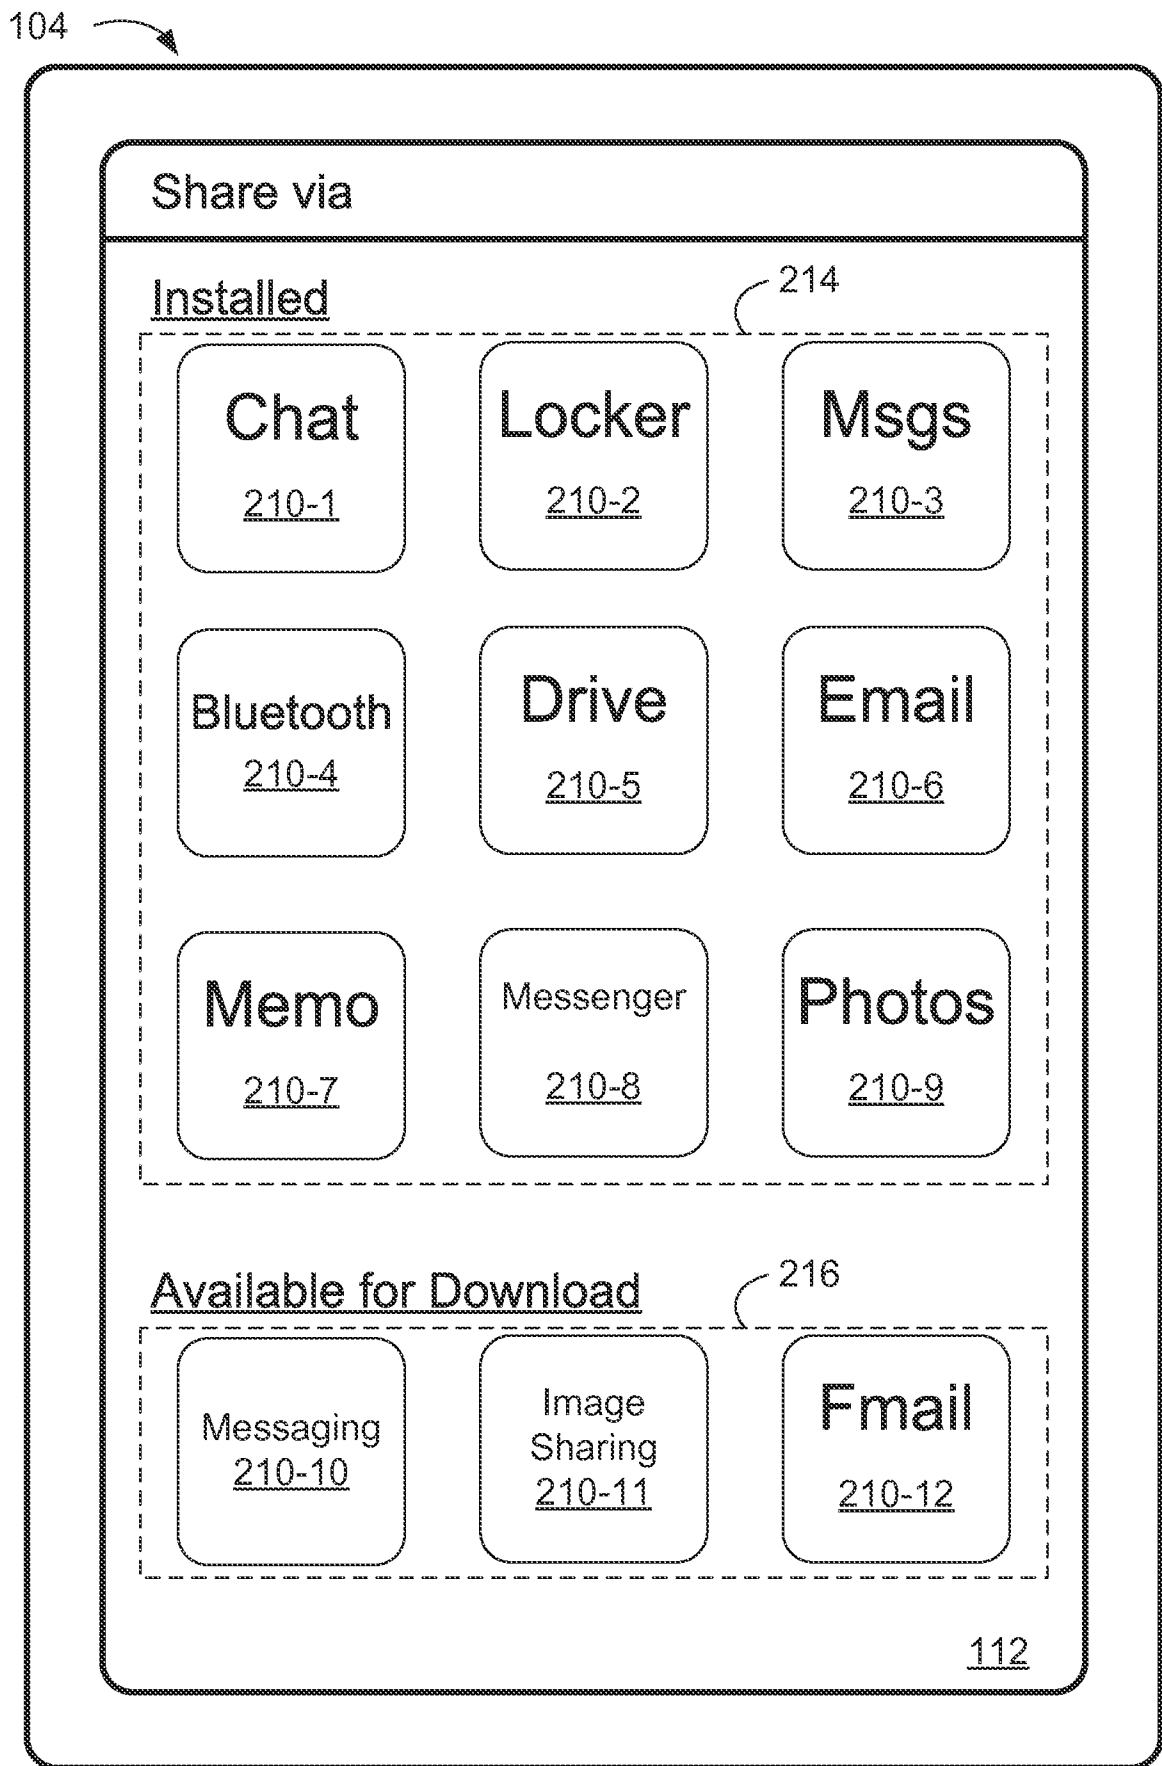 104
Share via
Installed
214
Chat Locker Msgs
210-1 210-2 210-3
Bluetooth Drive Email
210-4 210-5 210-6
Memo Messenger Photos
210-7 210-8 210-9
Available for Download
216
Messaging Image Sharing Fmail
210-10 210-11 210-12
112